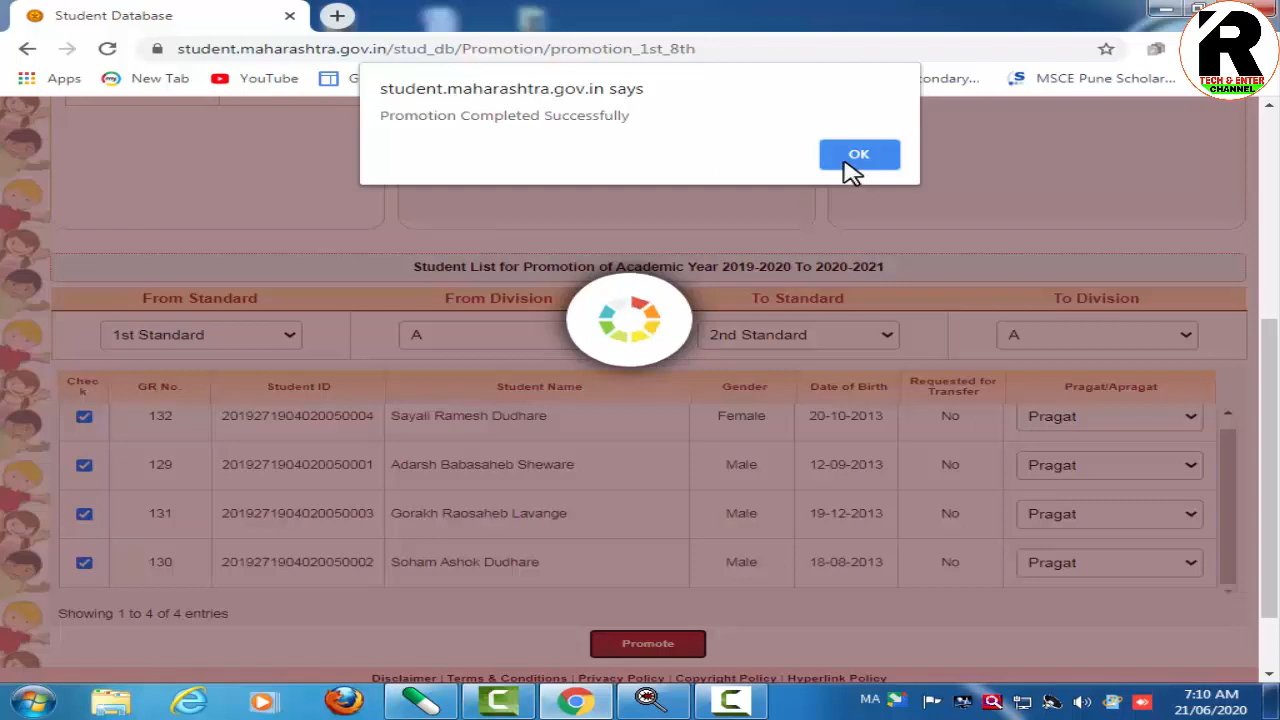 Student Database
student.maharashtra.gov.in/stud_db/Promotion/promotion_1st_8th
Apps New Tab YouTube G ondary... MSCE Pune Scholar...
R
TECH & ENTER
CHANNEL
student.maharashtra.gov.in says
Promotion Completed Successfully
OK
Student List for Promotion of Academic Year 2019-2020 To 2020-2021
From Standard From Division To Standard To Division
1st Standard A 2nd Standard A
Chec
k GR No. Student ID Student Name Gender Date of Birth Requested for
Transfer Pragat/Apragat
132 2019271904020050004 Sayali Ramesh Dudhare Female 20-10-2013 No Pragat
129 2019271904020050001 Adarsh Babasaheb Sheware Male 12-09-2013 No Pragat
131 2019271904020050003 Gorakh Raosaheb Lavange Male 19-12-2013 No Pragat
130 2019271904020050002 Soham Ashok Dudhare Male 18-08-2013 No Pragat
Showing 1 to 4 of 4 entries
Promote
Disclaimer | Terms & Conditions | Privacy Policy | Copyright Policy | Hyperlink Policy
MA 7:10 AM
21/06/2020